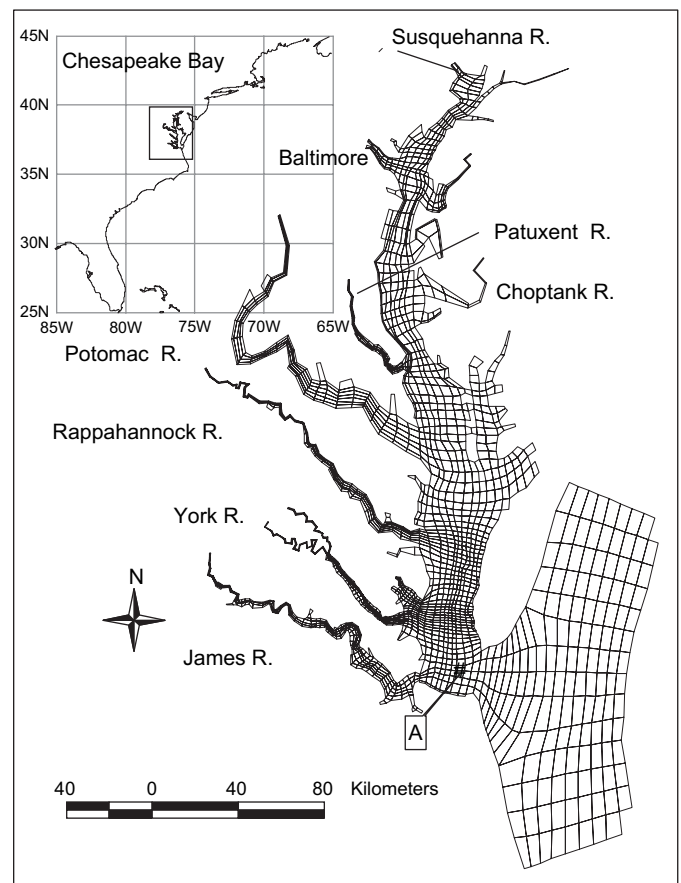 Susquehanna R.
45N
Chesapeake Bay
40N
Baltimore
35N
Patuxent R.
30N
Choptank R.
25N
85W 80W 75W 70W 65W
Potomac R.
Rappahannock R.
York R.
N
James R.
A
40 0 40 80 Kilometers